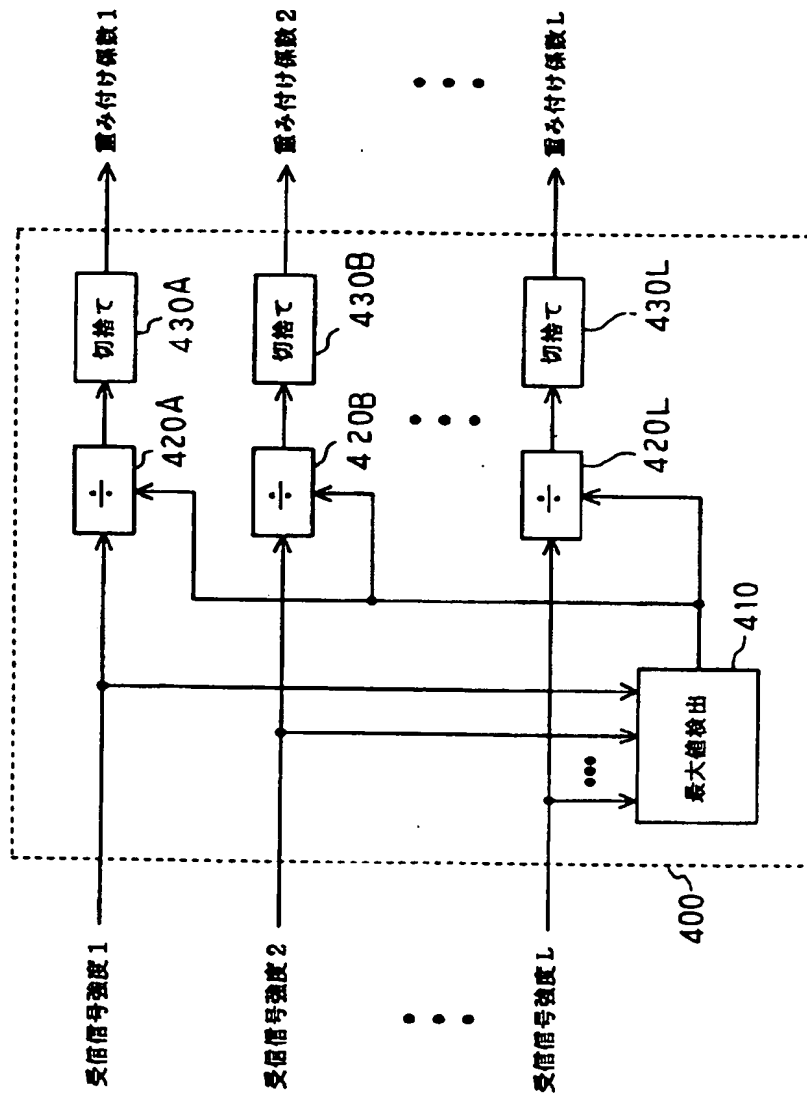 受信信号強度1
切捨て
430A
÷
420A
重み付け係数1
受信信号強度2
切捨て
430B
÷
420B
重み付け係数2
受信信号強度L
切捨て
430L
÷
420L
重み付け係数L
最大値検出
410
400